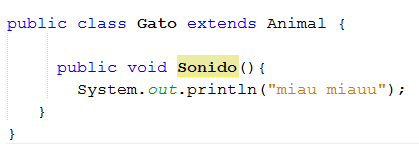 public class Gato extends Animal {
public void Sonido(){
System.out.println("miau miauu");
}
}